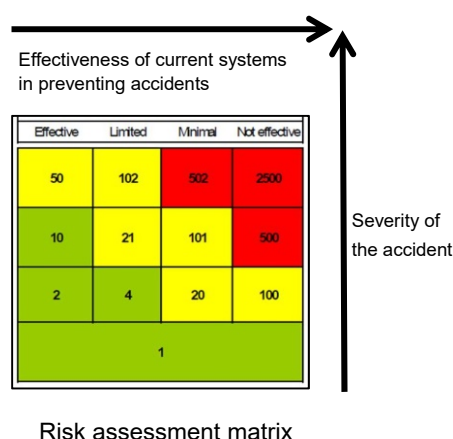 Effectiveness of current systems
in preventing accidents
Effective Limited Minimal Not effective
50 102 502 2500
10 21 101 500
2 4 20 100
1
Severity of
the accident
Risk assessment matrix